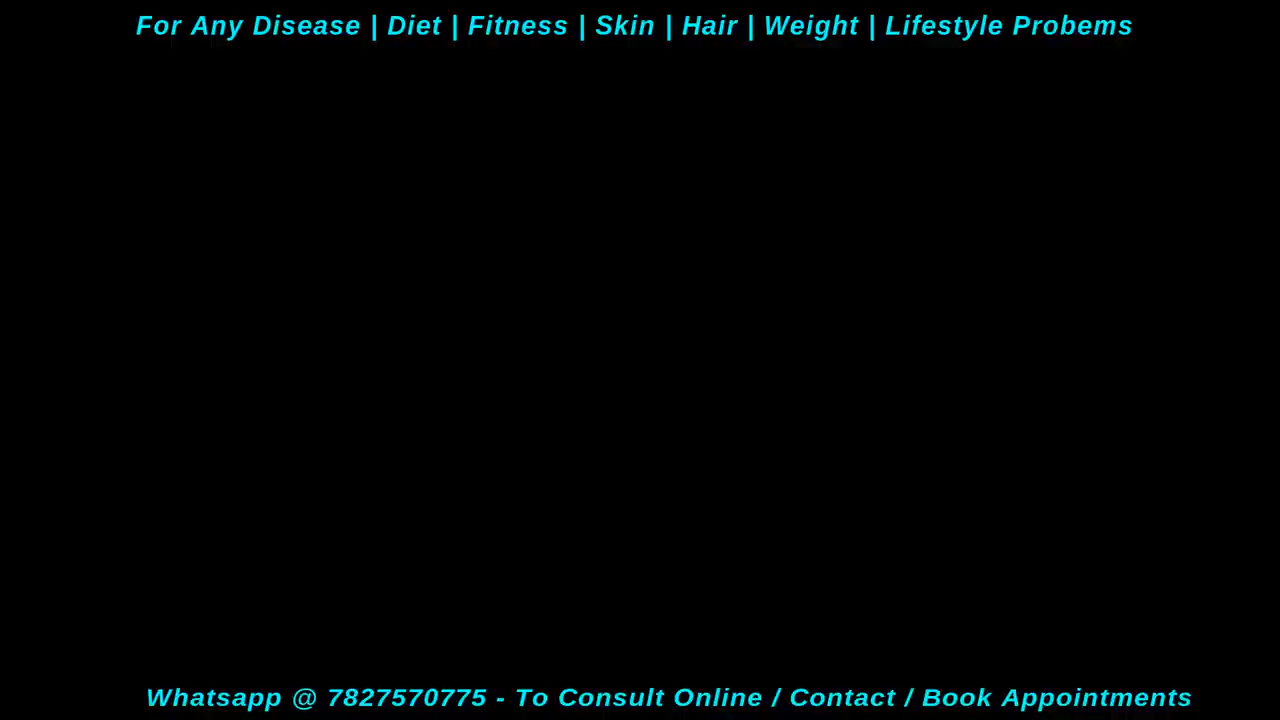 For Any Disease | Diet | Fitness | Skin | Hair | Weight | Lifestyle Probems
Whatsapp @ 7827570775 - To Consult Online / Contact / Book Appointments